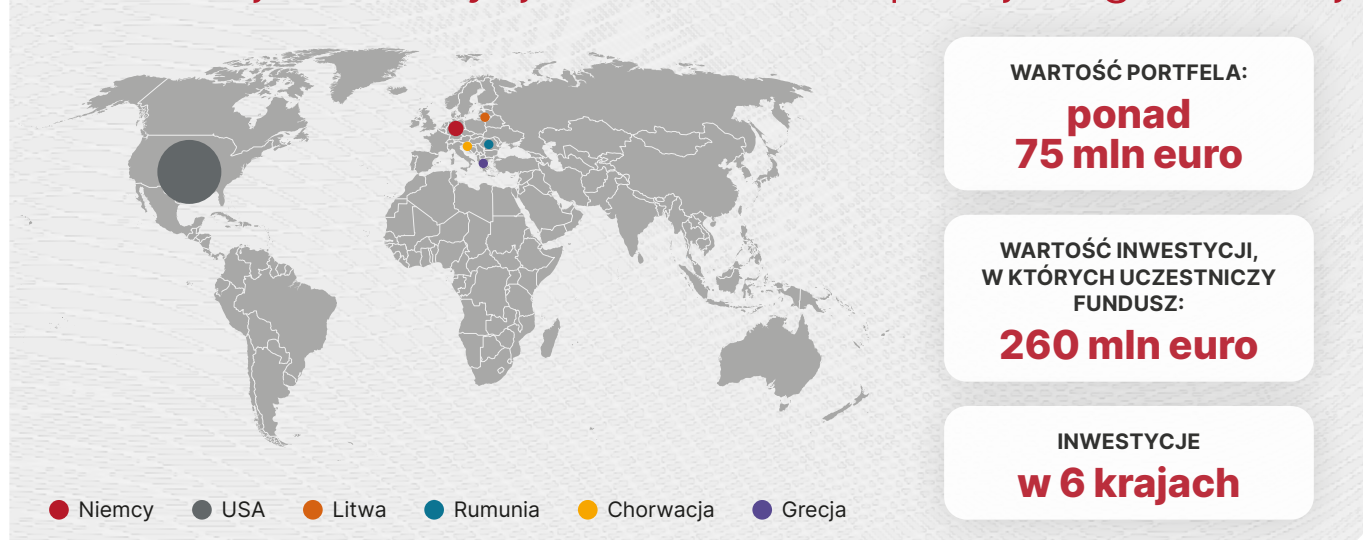 WARTOŚĆ PORTFELA:
ponad
75 mln euro
WARTOŚĆ INWESTYCJI,
W KTÓRYCH UCZESTNICZY
FUNDUSZ:
260 mln euro
INWESTYCJE
w 6 krajach
Niemcy USA Litwa Rumunia Chorwacja Grecja